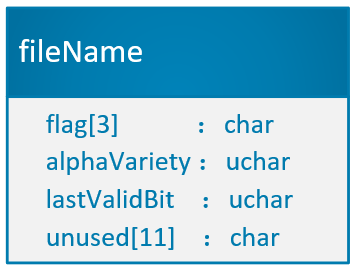 fileName
flag[3] : char
alphaVariety : uchar
lastValidBit : uchar
unused[11] : char